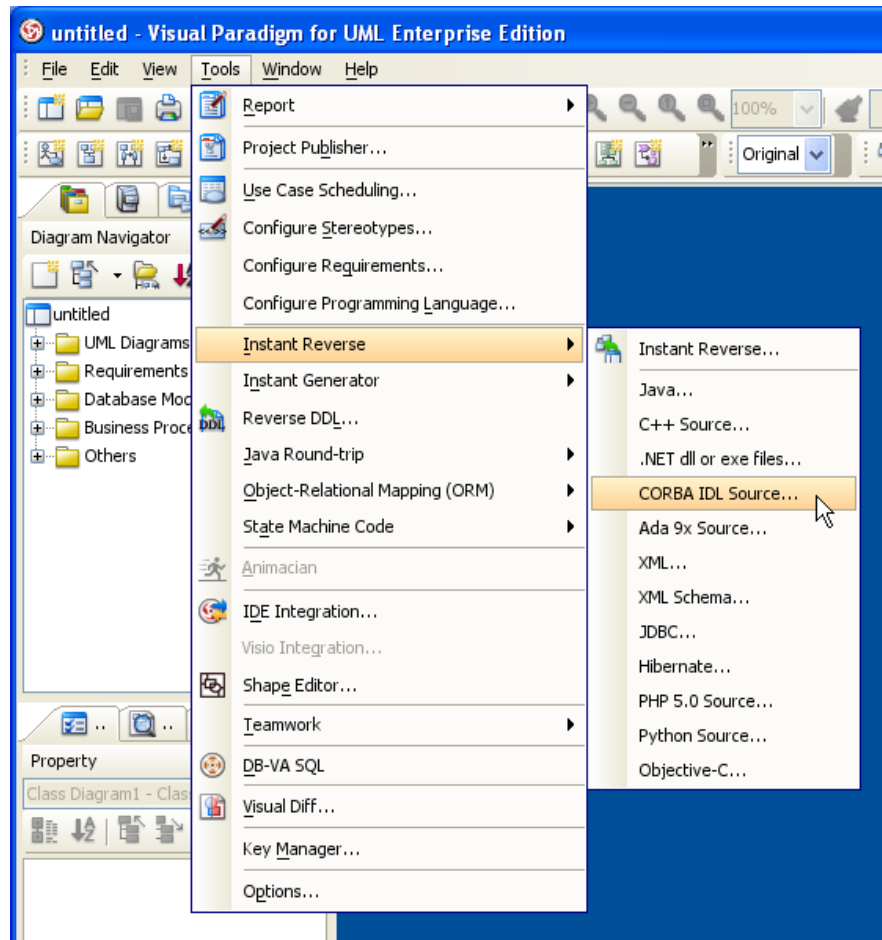 untitled - Visual Paradigm for UML Enterprise Edition
File Edit View Tools Window Help
100%
Original
Diagram Navigator
untitled
UML Diagrams
Requirements
Database Mod
Business Proce
Others
Report
Project Publisher...
Use Case Scheduling...
Configure Stereotypes...
Configure Requirements...
Configure Programming Language...
Instant Reverse
Instant Generator
DDL
Reverse DDL...
Java Round-trip
Object-Relational Mapping (ORM)
State Machine Code
Animacian
IDE Integration...
Visio Integration...
Shape Editor...
Teamwork
DB-VA SQL
Visual Diff...
Key Manager...
Options...
Instant Reverse...
Java...
C++ Source...
.NET dll or exe files...
CORBA IDL Source...
Ada 9x Source...
XML...
XML Schema...
JDBC...
Hibernate...
PHP 5.0 Source...
Python Source...
Objective-C...
.. ..
Property
Class Diagram1 - Clas